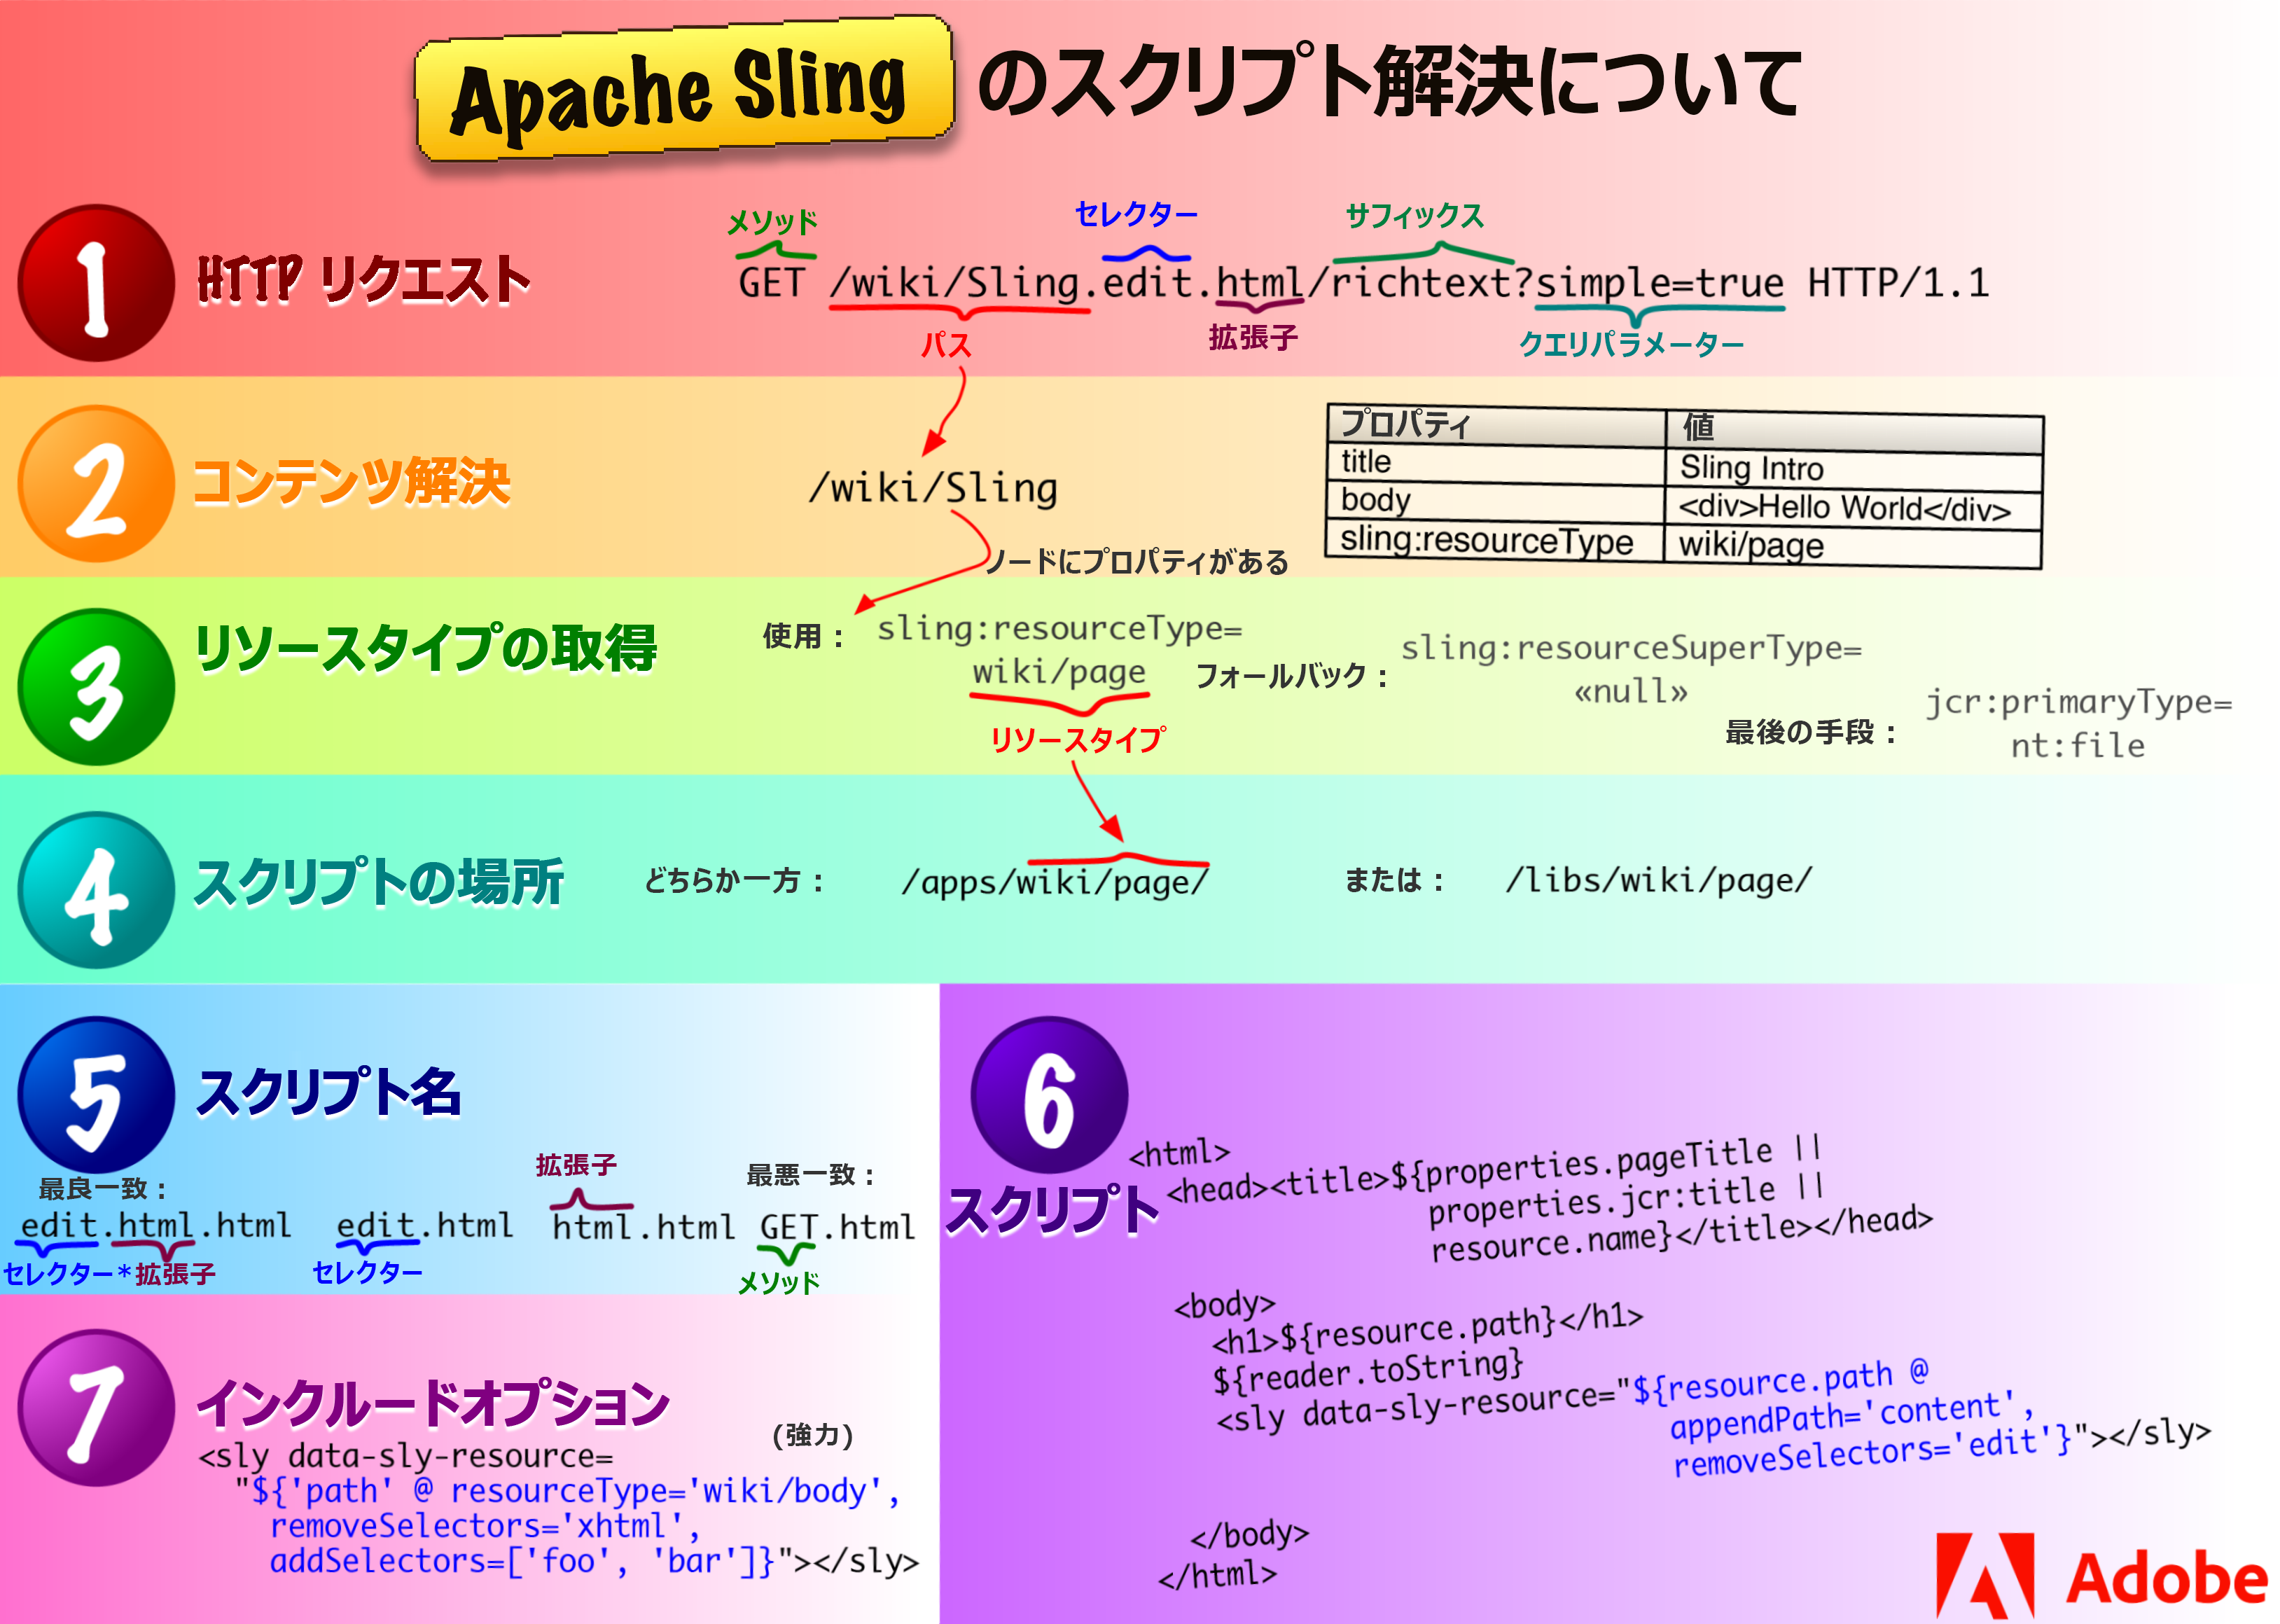 Apache Sling のスクリプト解決について
1 HTTP リクエスト
メソッド
セレクター
サフィックス
GET /wiki/Sling.edit.html/richtext?simple=true HTTP/1.1
パス
拡張子
クエリパラメーター
2 コンテンツ解決
/wiki/Sling
ノードにプロパティがある
プロパティ 値
title Sling Intro
body <div>Hello World</div>
sling:resourceType wiki/page
3 リソースタイプの取得
使用：
sling:resourceType=
wiki/page
リソースタイプ
フォールバック：
sling:resourceSuperType=
«null»
最後の手段：
jcr:primaryType=
nt:file
4 スクリプトの場所
どちらか一方： /apps/wiki/page/ または： /libs/wiki/page/
5 スクリプト名
最良一致：
拡張子
最悪一致：
edit.html.html edit.html html.html GET.html
セレクター*拡張子
セレクター
メソッド
6
スクリプト
<html>
<head><title>${properties.pageTitle ||
properties.jcr:title ||
resource.name}</title></head>
<body>
<h1>${resource.path}</h1>
${reader.toString}
<sly data-sly-resource="${resource.path @
appendPath='content',
removeSelectors='edit'}"></sly>
</body>
</html>
7 インクルードオプション
(強力)
<sly data-sly-resource=
"${'path' @ resourceType='wiki/body',
removeSelectors='xhtml',
addSelectors=['foo', 'bar']}"></sly>
Adobe